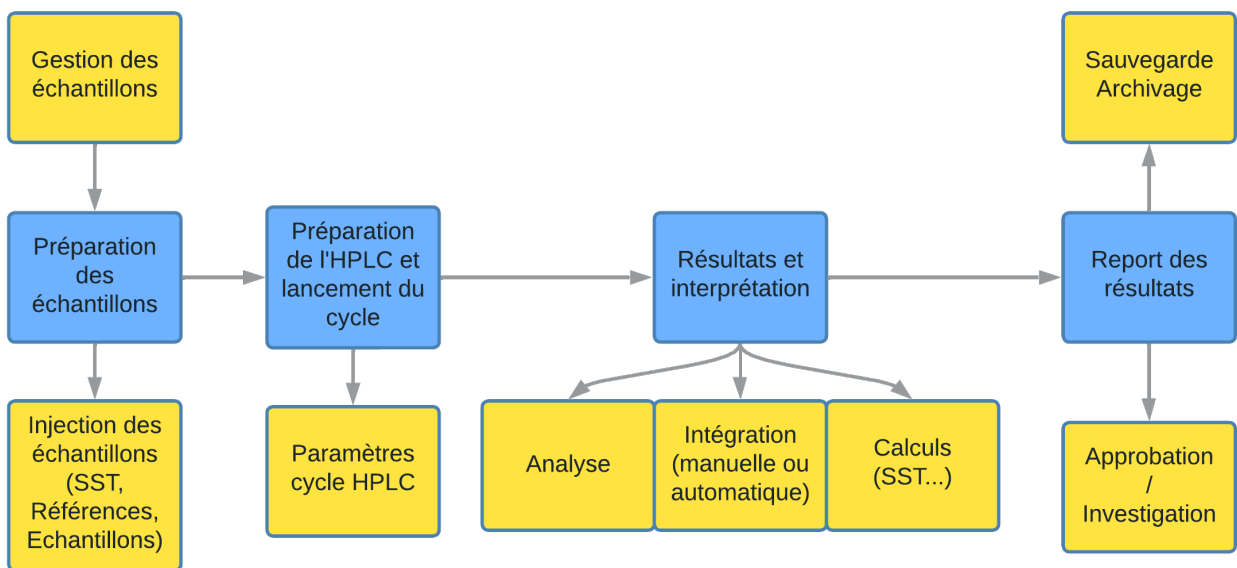 Gestion des
échantillons
Sauvegarde
Archivage
Préparation
des
échantillons
Préparation
de l'HPLC et
lancement du
cycle
Résultats et
interprétation
Report des
résultats
Injection des
échantillons
(SST,
Références,
Echantillons)
Paramètres
cycle HPLC
Analyse
Intégration
(manuelle ou
automatique)
Calculs
(SST...)
Approbation
/
Investigation